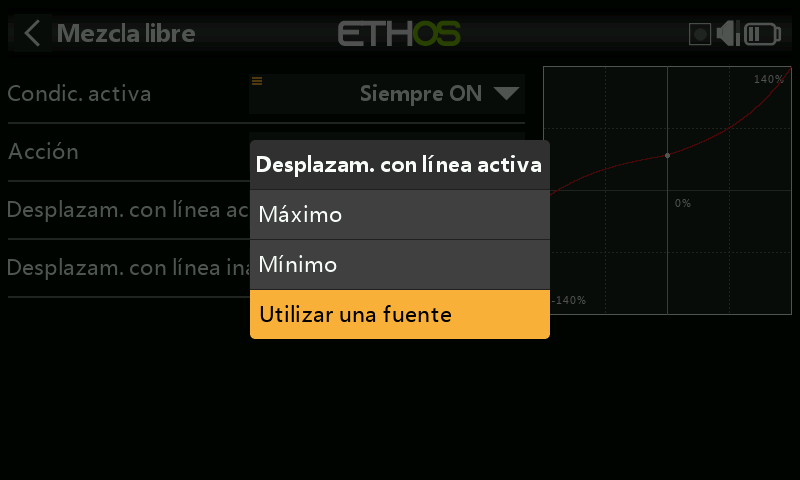 Mezcla libre
ETHOS
Condic. activa
Siempre ON
140%
Acción
Desplazam. con línea activa
Máximo
Desplazam. con línea ac
0%
Mínimo
Desplazam. con línea ina
Utilizar una fuente
-140%